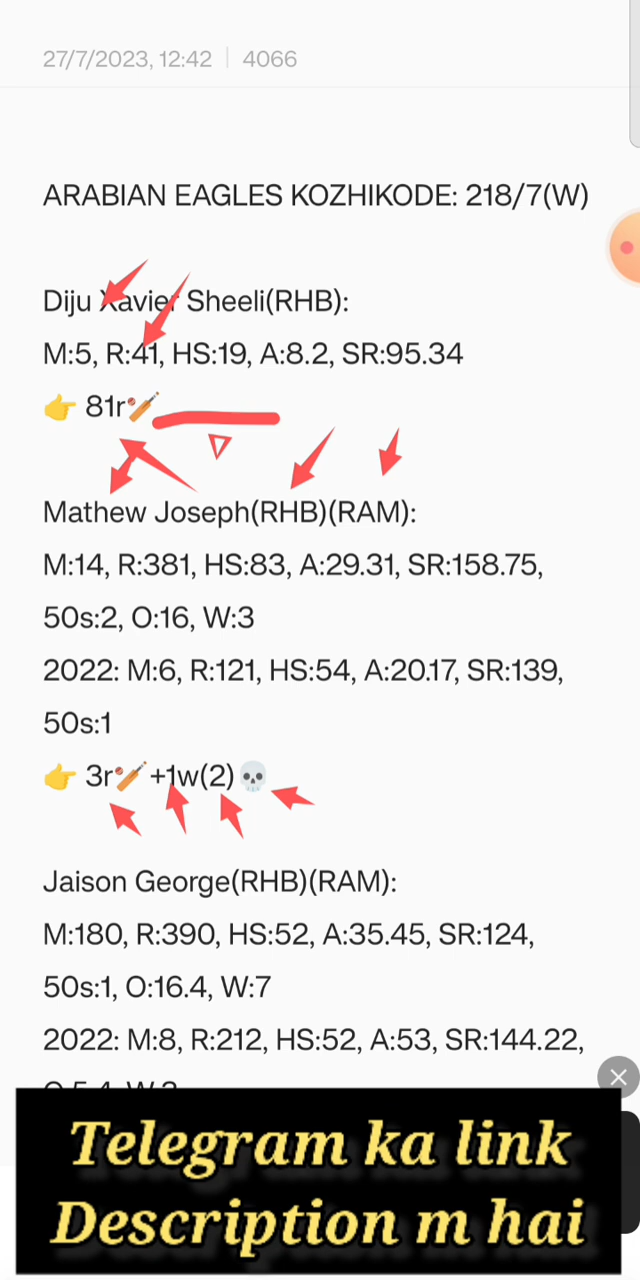 27/7/2023, 12:42 | 4066
ARABIAN EAGLES KOZHIKODE: 218/7(W)
Diju Xavier Sheeli(RHB):
M:5, R:41, HS:19, A:8.2, SR:95.34
👉 81r🏏
Mathew Joseph(RHB)(RAM):
M:14, R:381, HS:83, A:29.31, SR:158.75,
50s:2, O:16, W:3
2022: M:6, R:121, HS:54, A:20.17, SR:139,
50s:1
👉 3r🏏+1w(2)💀
Jaison George(RHB)(RAM):
M:180, R:390, HS:52, A:35.45, SR:124,
50s:1, O:16.4, W:7
2022: M:8, R:212, HS:52, A:53, SR:144.22,
Telegram ka link
Description m hai